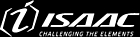 ISAAC
CHALLENGING THE ELEMENTS